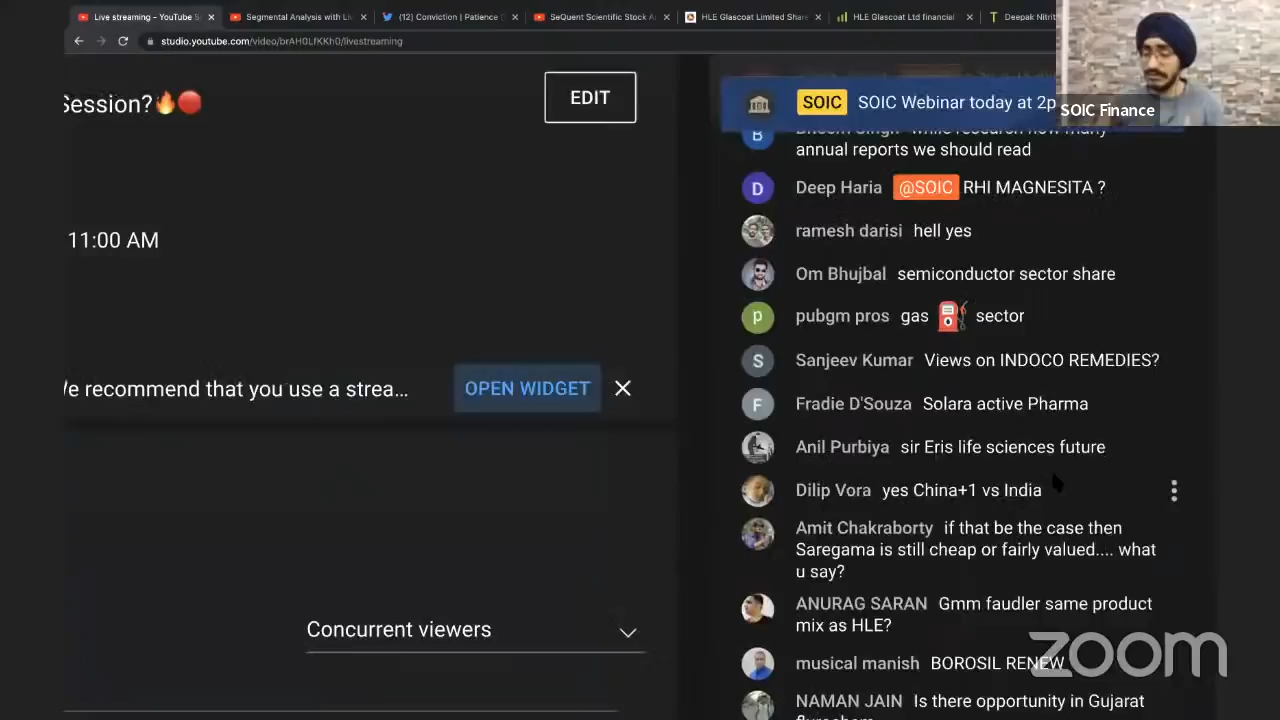 Live streaming - YouTube S
Segmental Analysis with Li
(12) Conviction | Patience
SeQuent Scientific Stock A
HLE Glascoat Limited Share
HLE Glascoat Ltd financial
Deepak Nitrit
studio.youtube.com/video/brAH0LfKKh0/livestreaming
Session?
EDIT
SOIC SOIC Webinar today at 2p
SOIC Finance
annual reports we should read
Deep Haria @SOIC RHI MAGNESITA ?
ramesh darisi hell yes
11:00 AM
Om Bhujbal semiconductor sector share
pubgm pros gas sector
Sanjeev Kumar Views on INDOCO REMEDIES?
We recommend that you use a strea...
OPEN WIDGET
Fradie D'Souza Solara active Pharma
Anil Purbiya sir Eris life sciences future
Dilip Vora yes China+1 vs India
Amit Chakraborty if that be the case then
Saregama is still cheap or fairly valued.... what
u say?
ANURAG SARAN Gmm faudler same product
mix as HLE?
Concurrent viewers
musical manish BOROSIL RENEW
zoom
NAMAN JAIN Is there opportunity in Gujarat